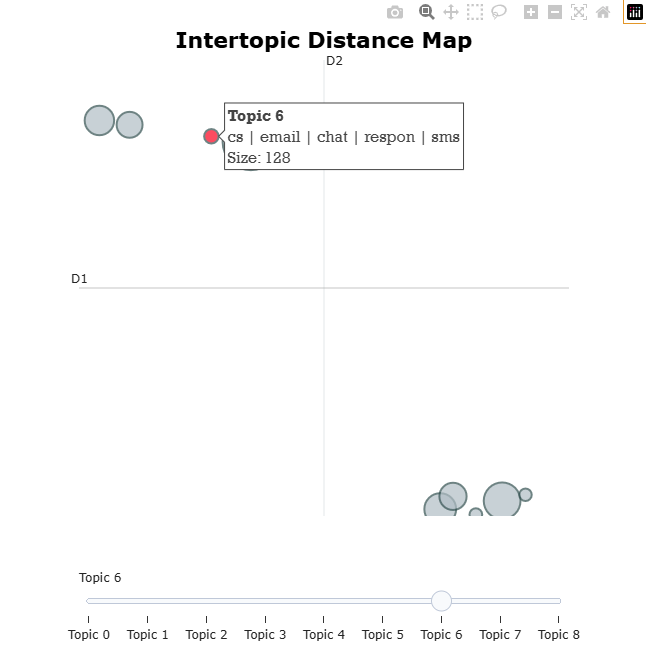 Intertopic Distance Map
D2
Topic 6
cs | email | chat | respon | sms
Size: 128
D1
Topic 6
Topic 0 Topic 1 Topic 2 Topic 3 Topic 4 Topic 5 Topic 6 Topic 7 Topic 8